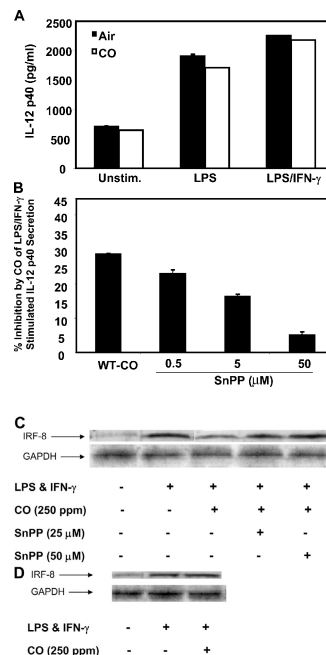 A
Air
CO
IL-12 p40 (pg/ml)
2500
2000
1500
1000
500
0
Unstim.
LPS
LPS/IFN-γ
B
% Inhibition by CO of LPS/IFN-γ
Stimulated IL-12 p40 Secretion
45
40
35
30
25
20
15
10
5
0
WT-CO
0.5
5
50
SnPP (μM)
C
IRF-8
GAPDH
LPS & IFN-γ - + + + +
CO (250 ppm) - - + + +
SnPP (25 μM) - - - + -
SnPP (50 μM) - - - - +
D
IRF-8
GAPDH
LPS & IFN-γ - + +
CO (250 ppm) - - +